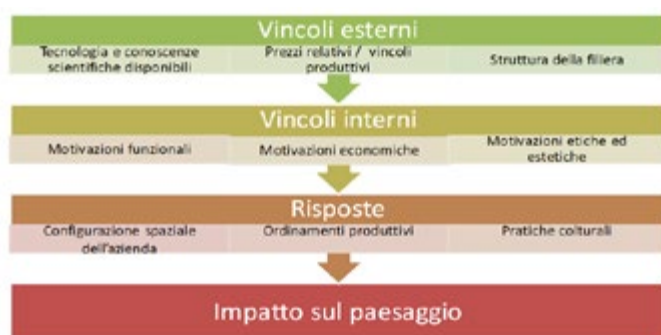 Vincoli esterni
Tecnologia e conoscenze
scientifiche disponibili
Prezzi relativi / vincoli
produttivi
Struttura della filiera
Vincoli interni
Motivazioni funzionali
Motivazioni economiche
Motivazioni etiche ed
estetiche
Risposte
Configurazione spaziale
dell'azienda
Ordinamenti produttivi
Pratiche colturali
Impatto sul paesaggio